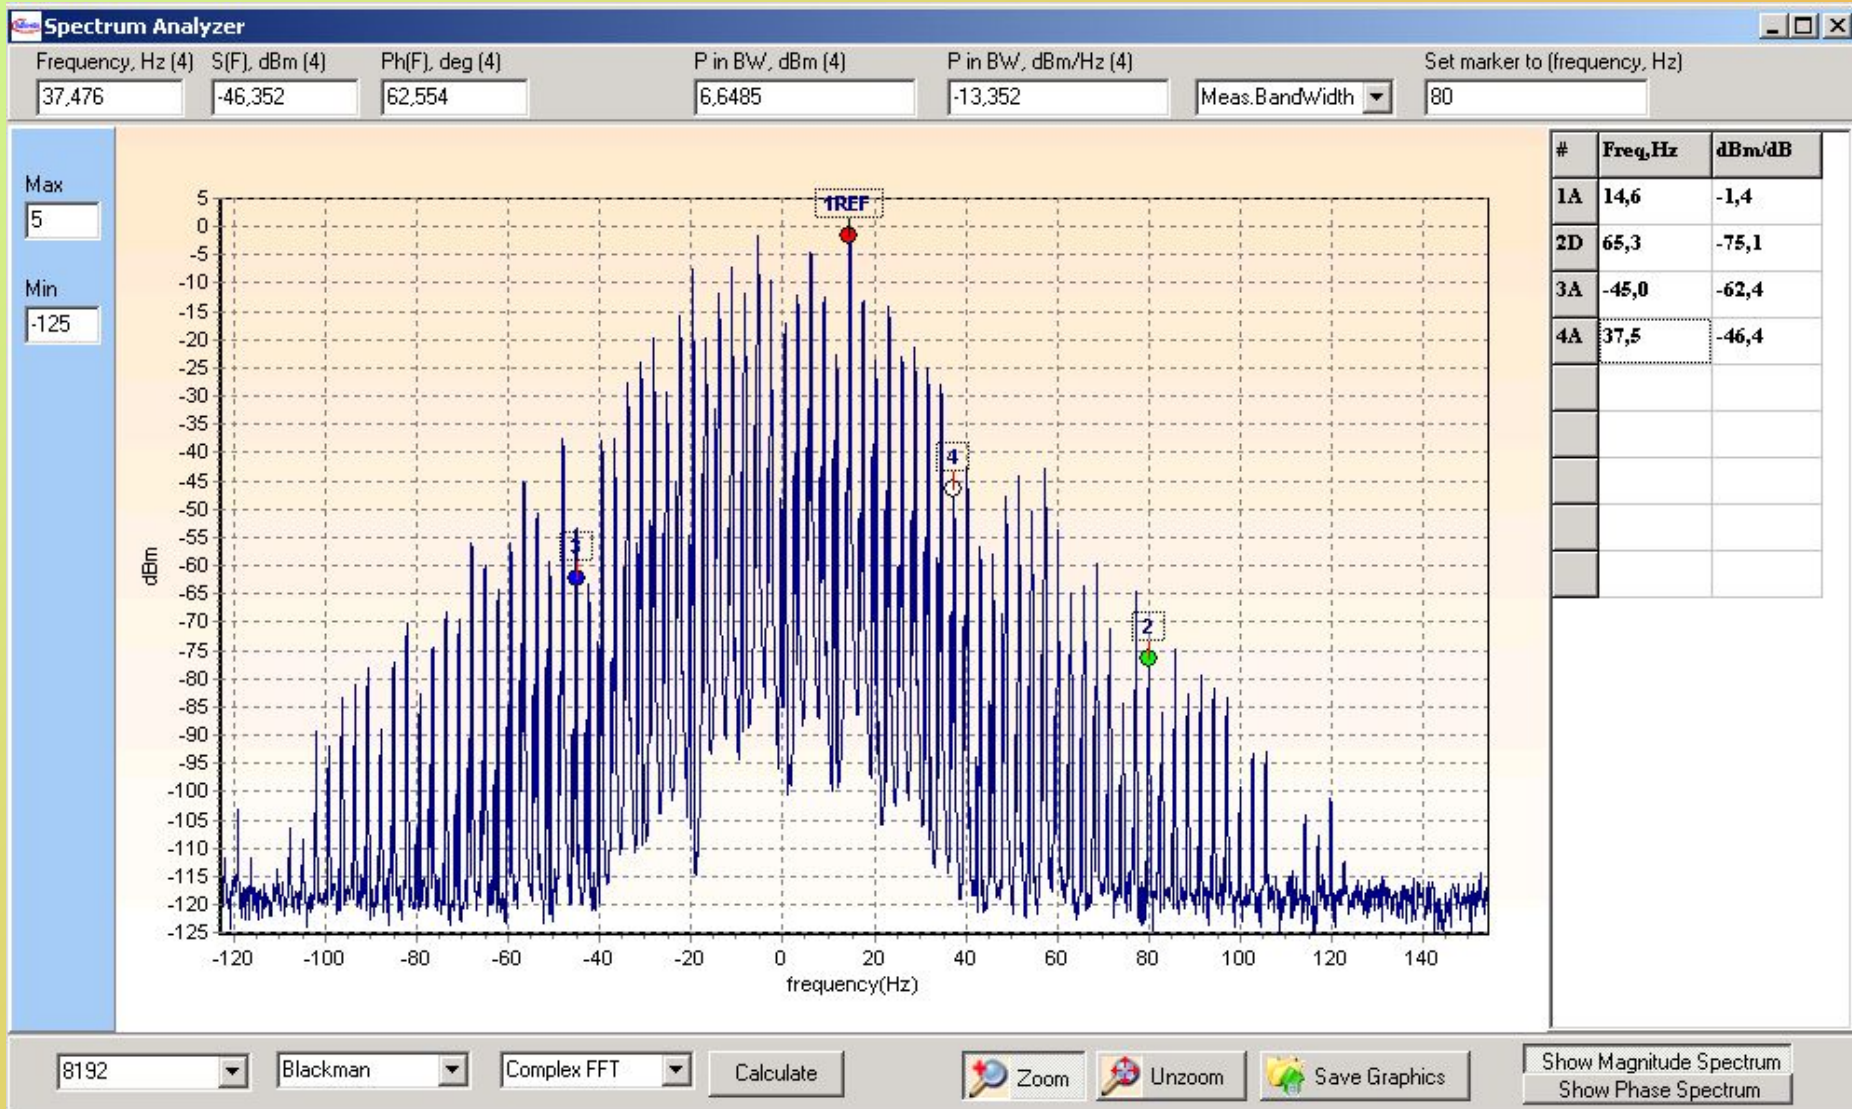 Spectrum Analyzer
Frequency, Hz (4) S(F), dBm (4) Ph(F), deg (4) P in BW, dBm (4) P in BW, dBm/Hz (4) Set marker to (frequency, Hz)
37,476 -46,352 62,554 6,6485 -13,352 Meas.BandWidth 80
Max
5
Min
-125
# Freq,Hz dBm/dB
1A 14,6 -1,4
2D 65,3 -75,1
3A -45,0 -62,4
4A 37,5 -46,4
1REF
4
3
2
5
0
-5
-10
-15
-20
-25
-30
-35
-40
-45
-50
-55
-60
-65
-70
-75
-80
-85
-90
-95
-100
-105
-110
-115
-120
-125
dBm
-120 -100 -80 -60 -40 -20 0 20 40 60 80 100 120 140
frequency(Hz)
8192 Blackman Complex FFT Calculate Zoom Unzoom Save Graphics
Show Magnitude Spectrum
Show Phase Spectrum